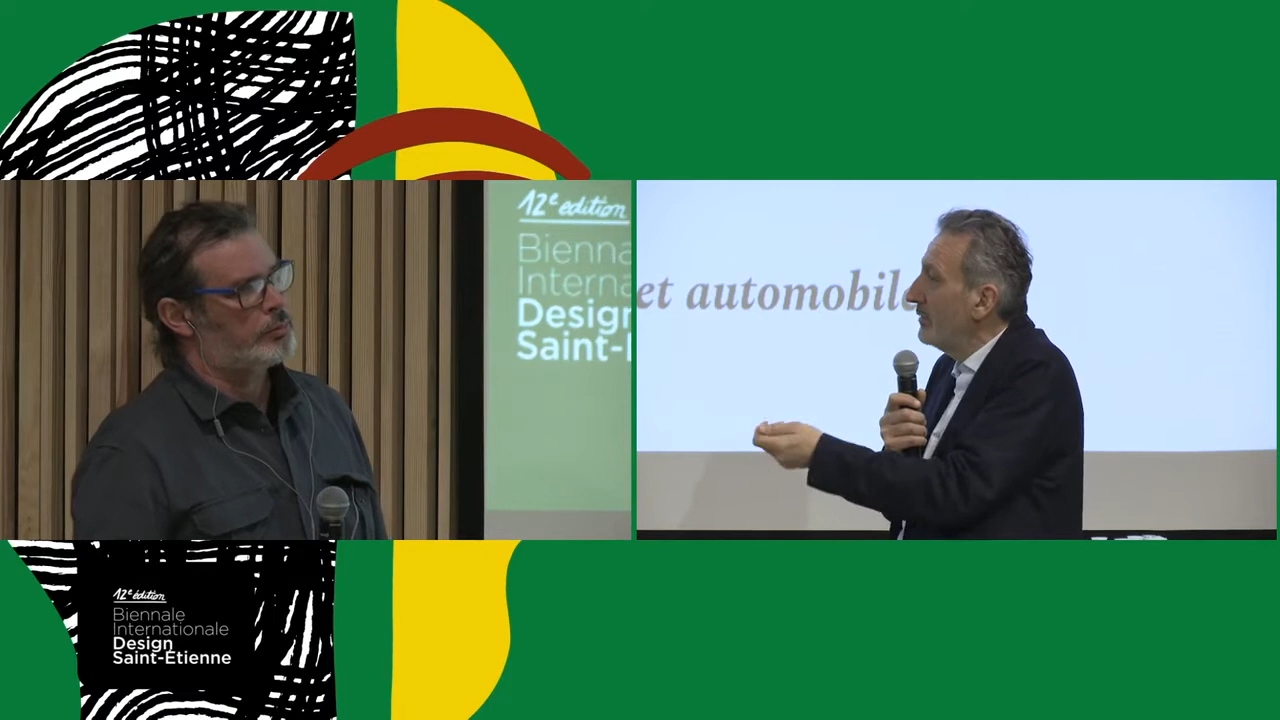 12e édition
Bienna
Interna
Design
Saint-
et automobile
12e édition
Biennale
Internationale
Design
Saint-Étienne